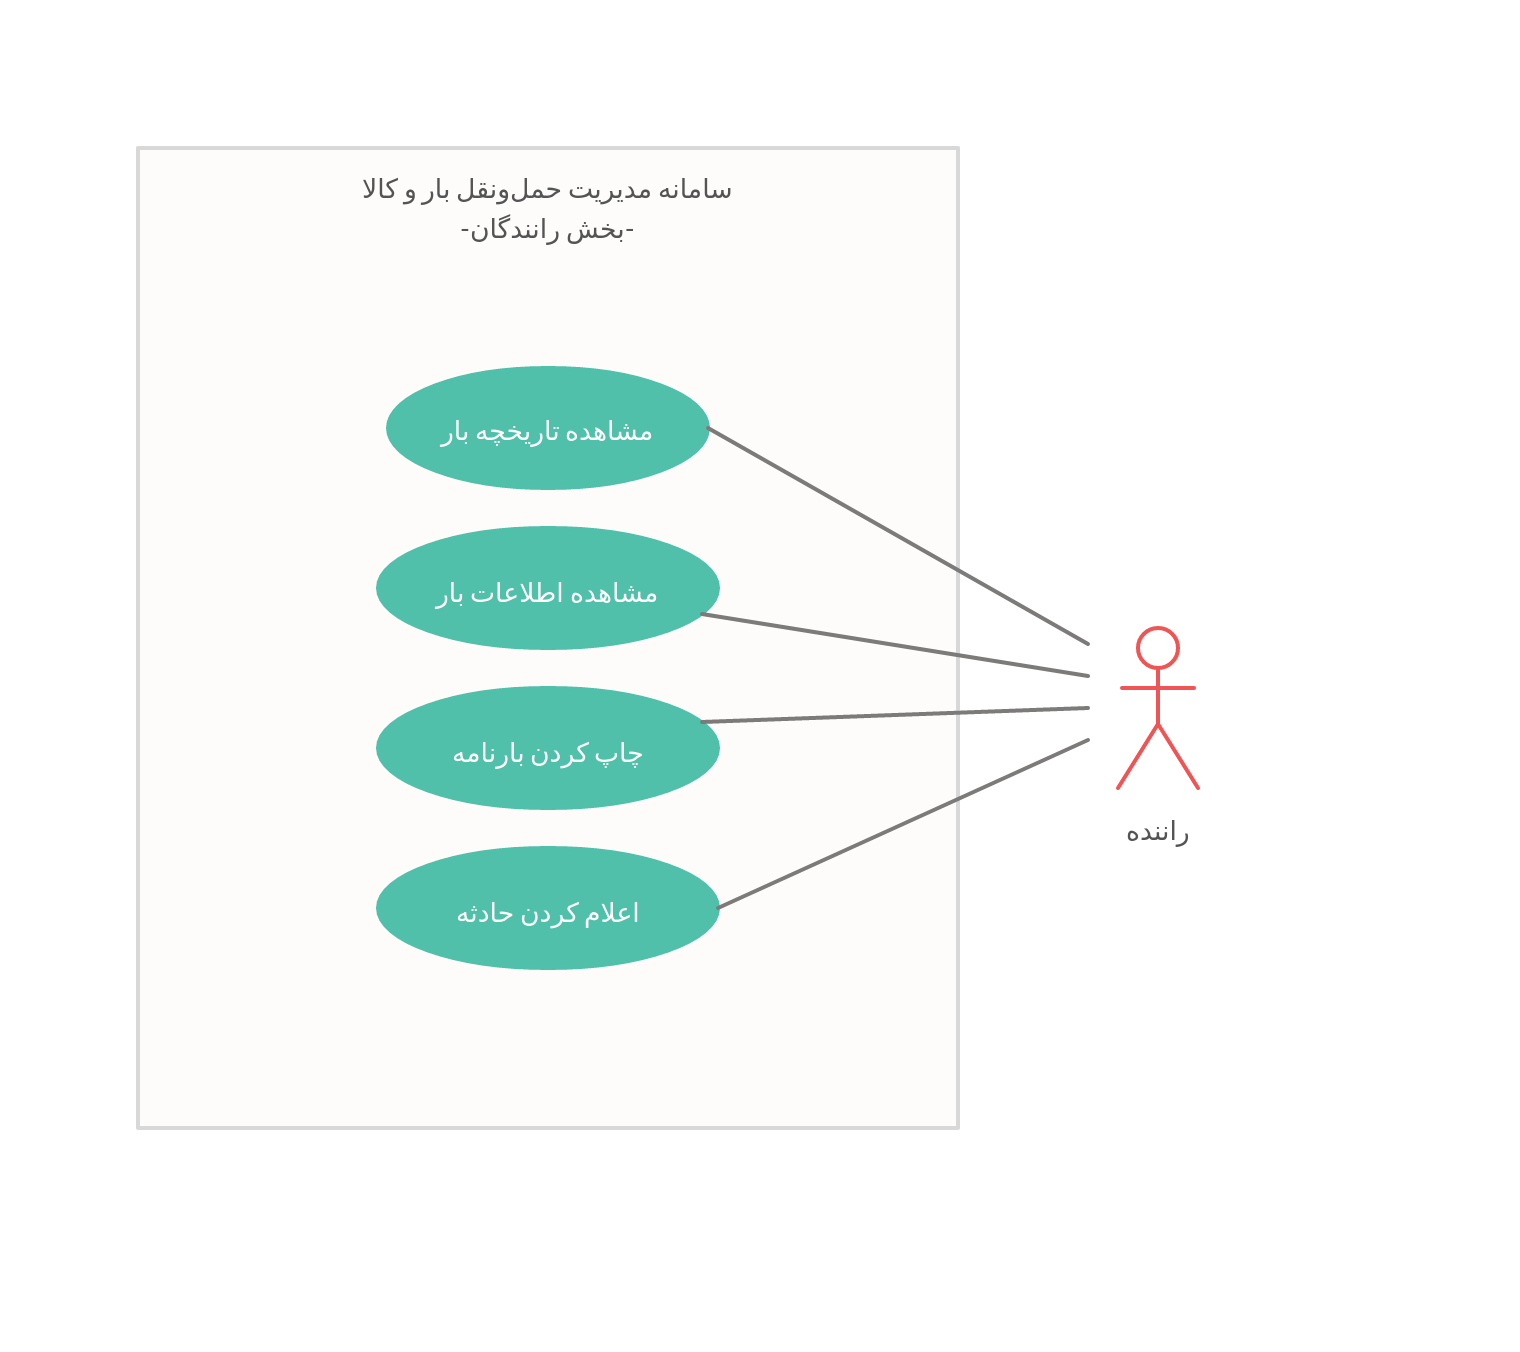 سامانه مدیریت حمل‌ونقل بار و کالا
-بخش رانندگان-
مشاهده تاریخچه بار
مشاهده اطلاعات بار
چاپ کردن بارنامه
اعلام کردن حادثه
راننده